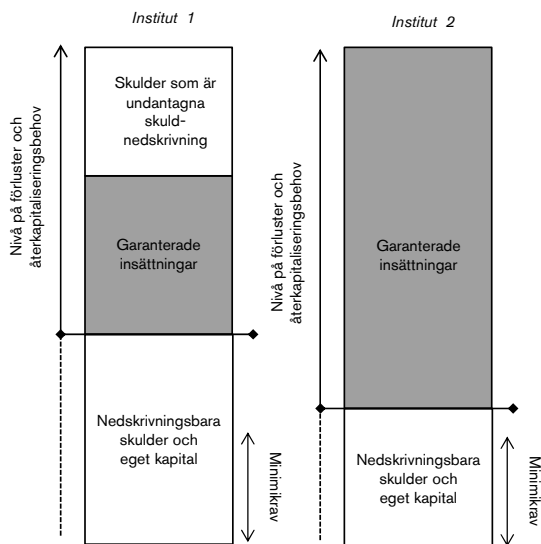 Institut 1
Nivå på förluster och
återkapitaliseringsbehov
Skulder som är
undantagna
skuld-
nedskrivning
Garanterade
insättningar
Nedskrivningsbara
skulder och
eget kapital
Minimikrav
Institut 2
Nivå på förluster och
återkapitaliseringsbehov
Garanterade
insättningar
Nedskrivningsbara
skulder och
eget kapital
Minimikrav